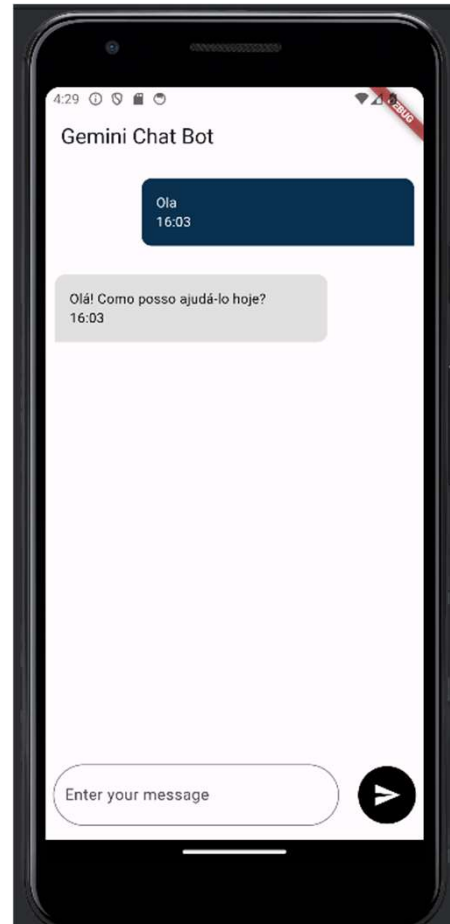 4:29
DEBUG
Gemini Chat Bot
Ola
16:03
Olá! Como posso ajudá-lo hoje?
16:03
Enter your message